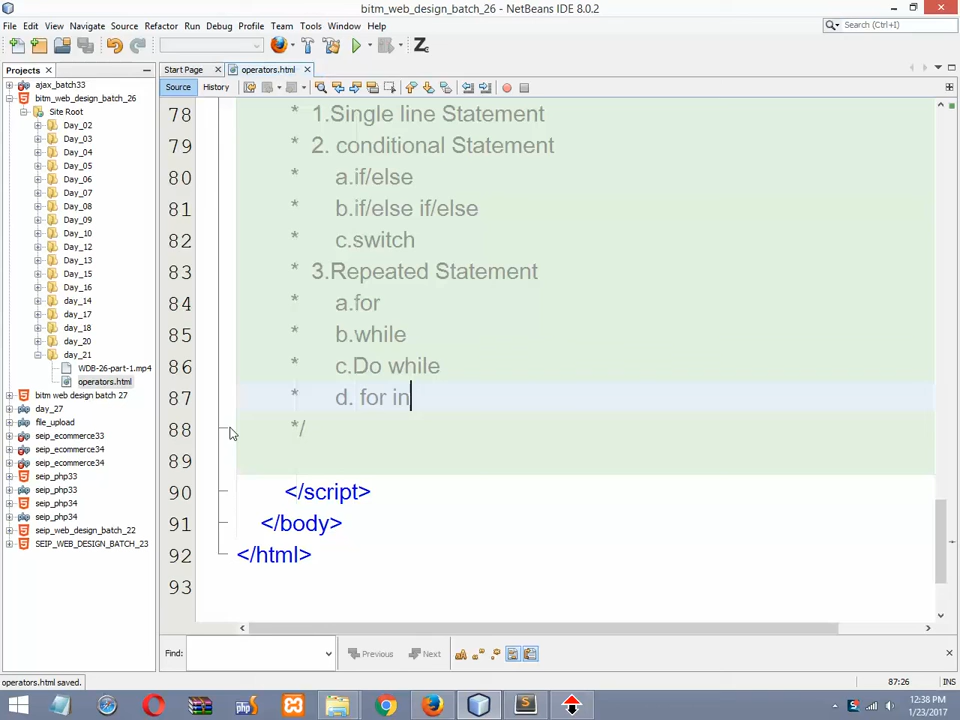 bitm_web_design_batch_26 - NetBeans IDE 8.0.2
File Edit View Navigate Source Refactor Run Debug Profile Team Tools Window Help
Search (Ctrl+I)
Projects
Start Page
operators.html
Source
History
ajax_batch33
bitm_web_design_batch_26
Site Root
Day_02
Day_03
Day_04
Day_05
Day_06
Day_07
Day_08
Day_09
Day_10
Day_12
Day_13
Day_15
Day_16
day_14
day_17
day_18
day_20
day_21
WDB-26-part-1.mp4
operators.html
bitm web design batch 27
day_27
file_upload
seip_ecommerce33
seip_ecommerce34
seip_ecommerce34
seip_php33
seip_php33
seip_php34
seip_php34
seip_web_design_batch_22
SEIP_WEB_DESIGN_BATCH_23
78 * 1.Single line Statement
79 * 2. conditional Statement
80 * a.if/else
81 * b.if/else if/else
82 * c.switch
83 * 3.Repeated Statement
84 * a.for
85 * b.while
86 * c.Do while
87 * d. for in
88 */
89
90 </script>
91 </body>
92 </html>
93
Find:
Previous
Next
operators.html saved.
87:26
INS
php
12:38 PM
1/23/2017